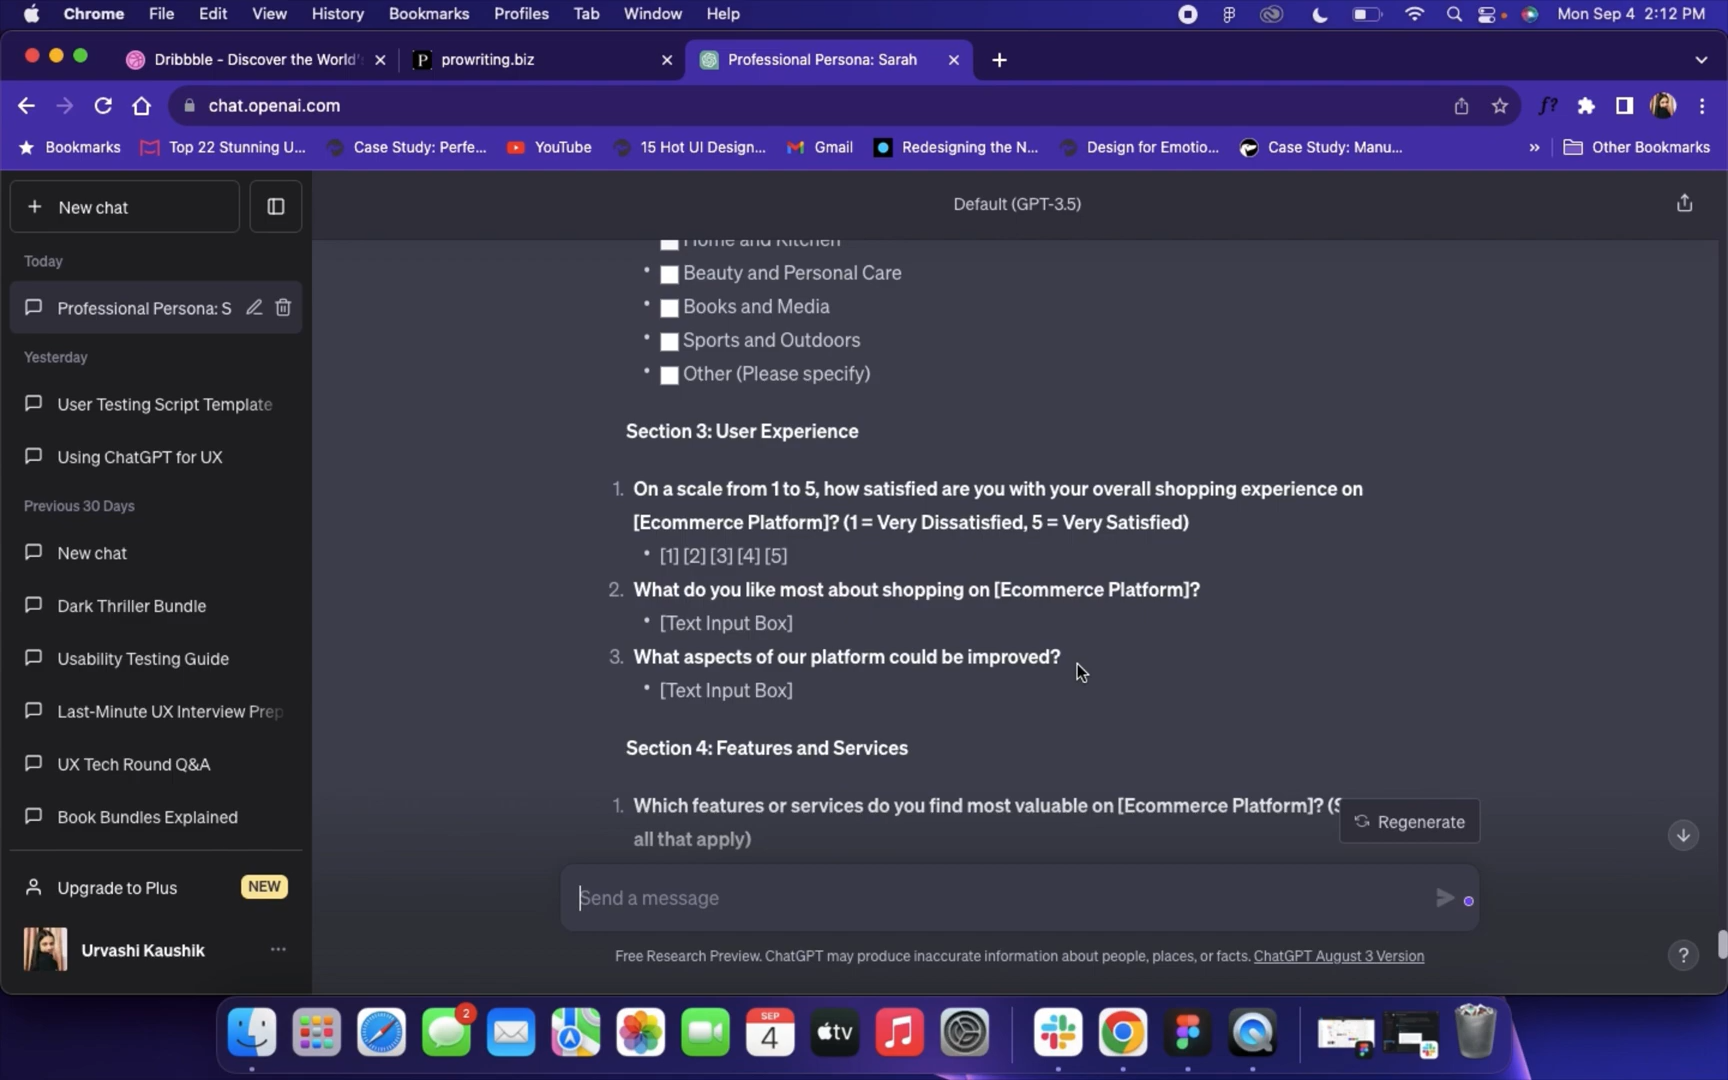 Chrome File Edit View History Bookmarks Profiles Tab Window Help Mon Sep 4 2:12 PM
Dribbble - Discover the World' P prowriting.biz Professional Persona: Sarah
chat.openai.com f?
Bookmarks Top 22 Stunning U... Case Study: Perfe... YouTube 15 Hot UI Design... Gmail Redesigning the N... Design for Emotio... Case Study: Manu... » Other Bookmarks
+ New chat
Default (GPT-3.5)
Today
Professional Persona: S
Yesterday
User Testing Script Template
Using ChatGPT for UX
Previous 30 Days
New chat
Dark Thriller Bundle
Usability Testing Guide
Last-Minute UX Interview Prep
UX Tech Round Q&A
Book Bundles Explained
Upgrade to Plus NEW
Urvashi Kaushik ...
Home and Kitchen
• Beauty and Personal Care
• Books and Media
• Sports and Outdoors
• Other (Please specify)
Section 3: User Experience
1. On a scale from 1 to 5, how satisfied are you with your overall shopping experience on
[Ecommerce Platform]? (1 = Very Dissatisfied, 5 = Very Satisfied)
• [1] [2] [3] [4] [5]
2. What do you like most about shopping on [Ecommerce Platform]?
• [Text Input Box]
3. What aspects of our platform could be improved?
• [Text Input Box]
Section 4: Features and Services
1. Which features or services do you find most valuable on [Ecommerce Platform]? (S
all that apply)
Regenerate
Send a message
Free Research Preview. ChatGPT may produce inaccurate information about people, places, or facts. ChatGPT August 3 Version
?
2
SEP
4
tv